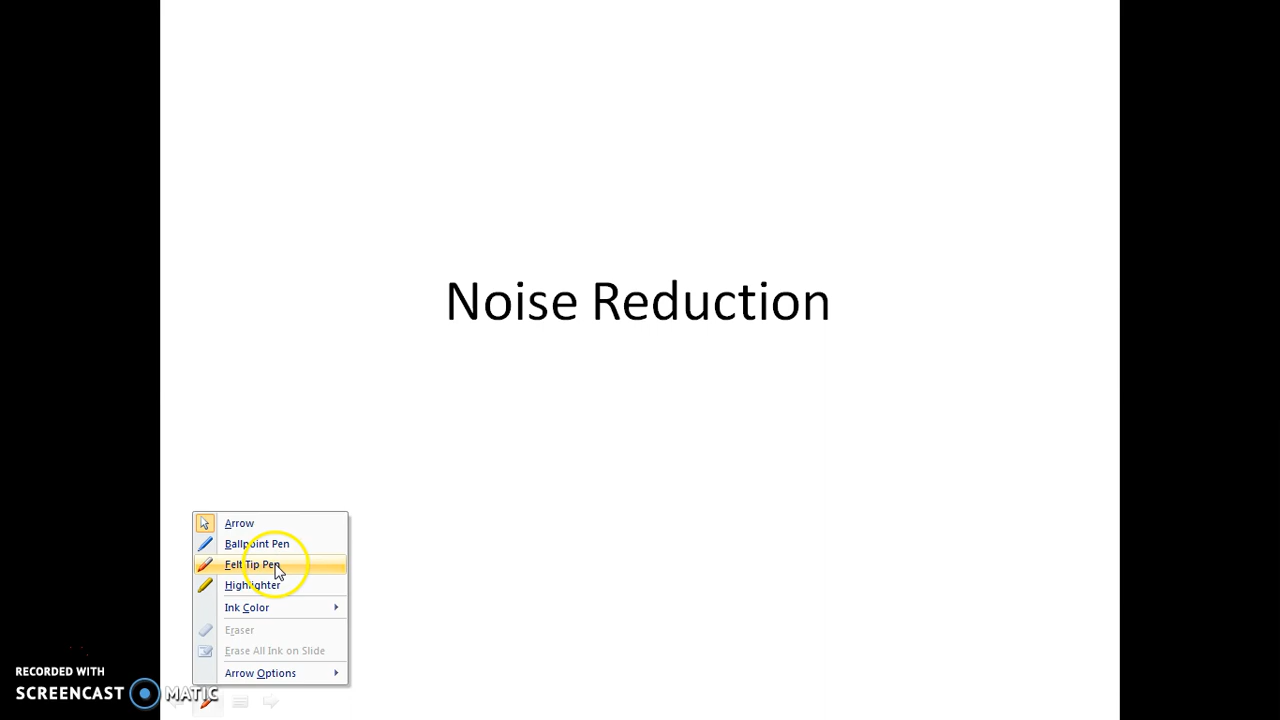 Noise Reduction
Arrow
Ballpoint Pen
Felt Tip Pen
Highlighter
Ink Color
Eraser
Erase All Ink on Slide
Arrow Options
RECORDED WITH
SCREENCAST MATIC